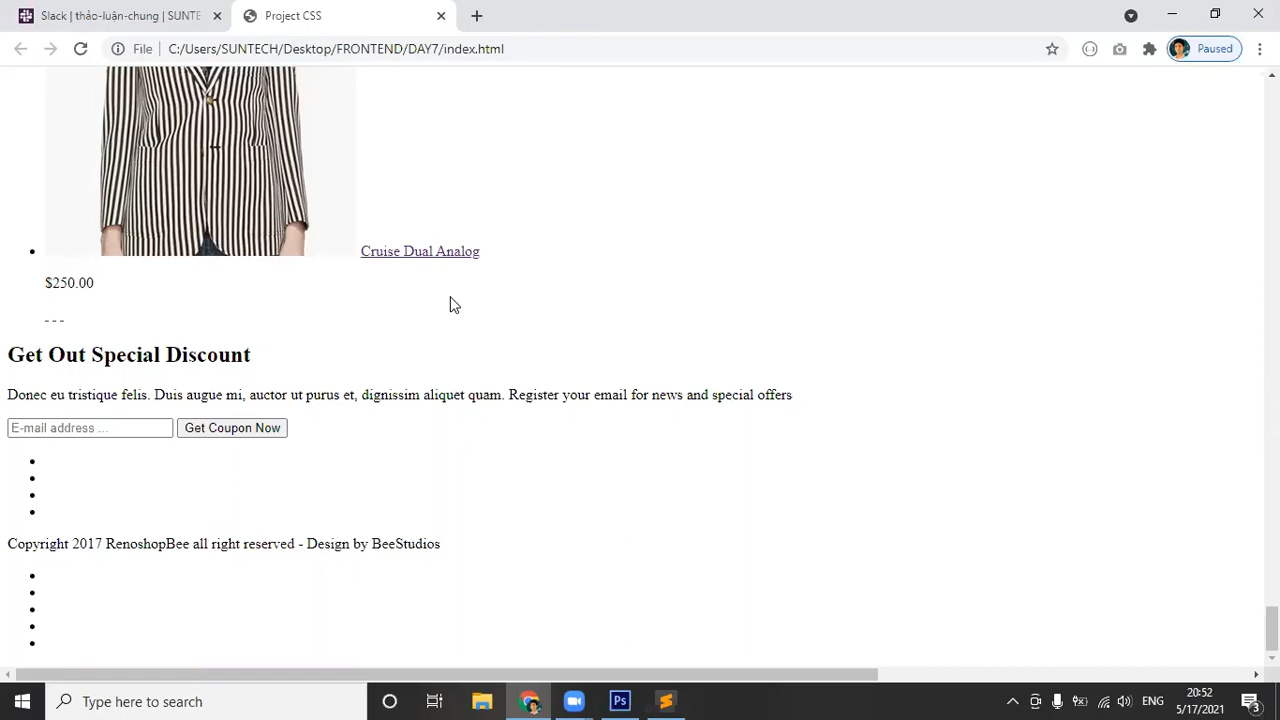 Slack | thảo-luận-chung | SUNTE
Project CSS
File C:/Users/SUNTECH/Desktop/FRONTEND/DAY7/index.html
Paused
Cruise Dual Analog
$250.00
- - -
Get Out Special Discount
Donec eu tristique felis. Duis augue mi, auctor ut purus et, dignissim aliquet quam. Register your email for news and special offers
E-mail address ... Get Coupon Now
Copyright 2017 RenoshopBee all right reserved - Design by BeeStudios
Type here to search
Ps
ENG
20:52
5/17/2021
3